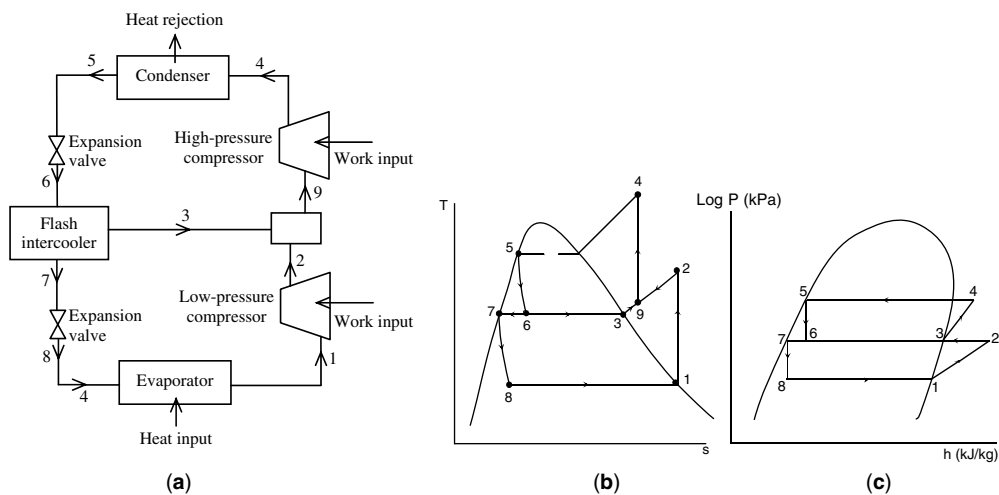 Heat rejection
5
Condenser
4
Expansion
valve
6
High-pressure
compressor
Work input
9
Flash
intercooler
3
7
2
Expansion
valve
Low-pressure
compressor
Work input
8
1
4
Evaporator
Heat input
(a)
T
4
5
2
7
6
3
9
8
1
s
(b)
Log P (kPa)
5
4
7
6
3
2
8
1
h (kJ/kg)
(c)